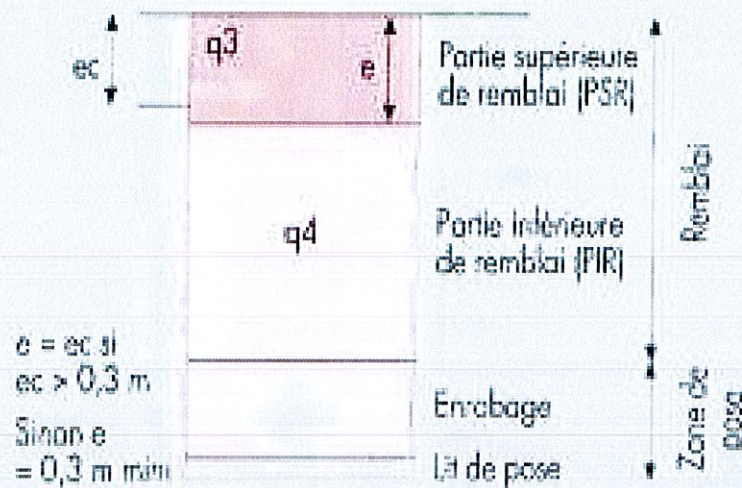 ec
q3
e
Partie supérieure
de remblai (PSR)
Remblai
q4
Partie Inférieure
de remblai (PIR)
e = ec si
ec > 0,3 m
Sinon e
= 0,3 m mini
Enrobage
Lit de pose
Zone de
pose